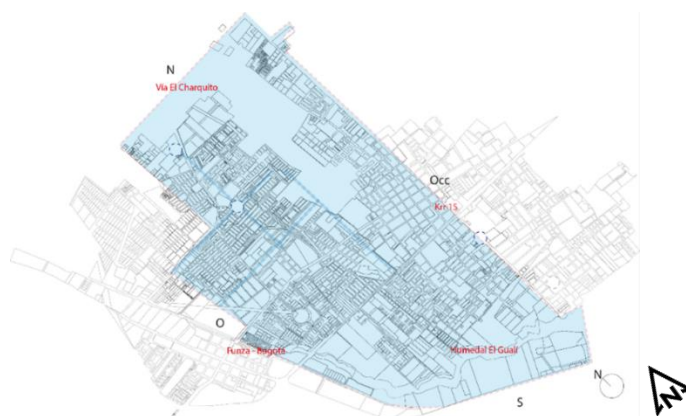 N
Vía El Charquito
Occ
Krr 15
O
Funza - Bogotá
Humedal El Gualí
N
S
N